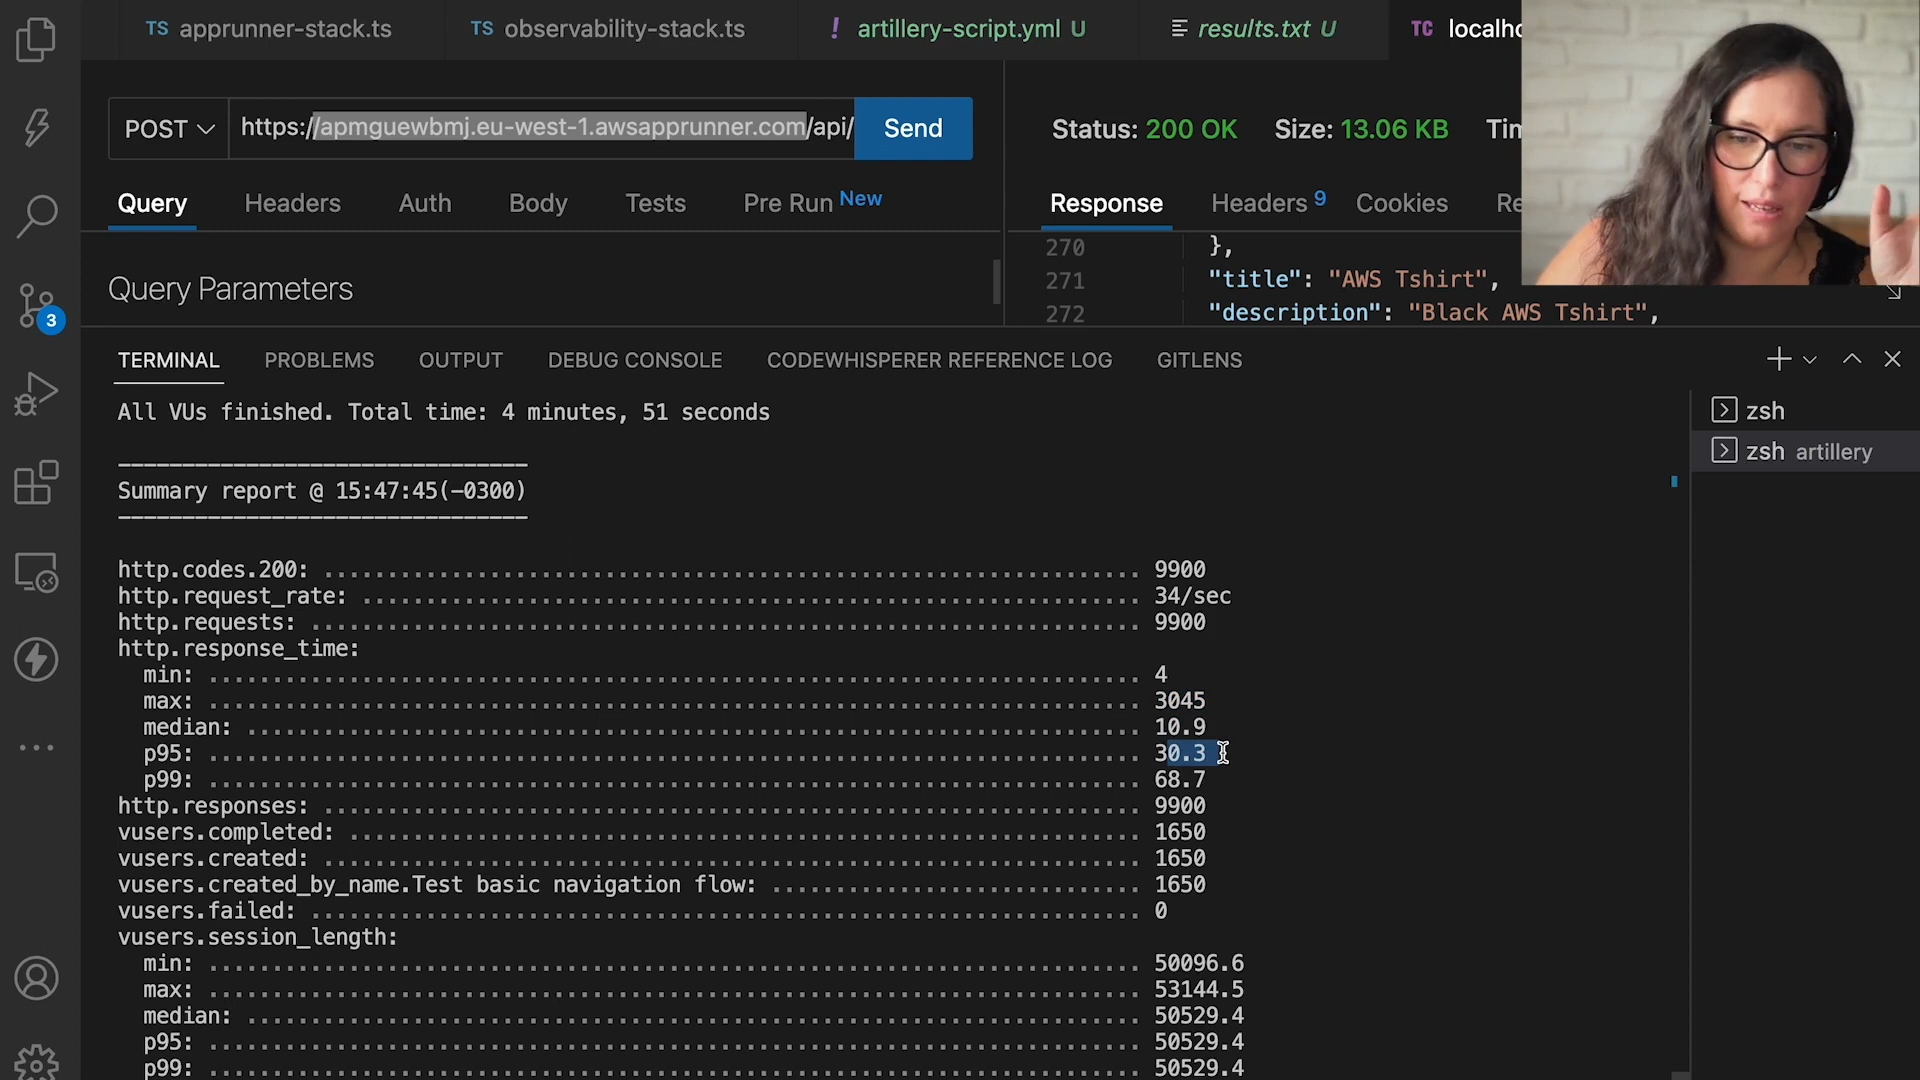 TS apprunner-stack.ts
TS observability-stack.ts
! artillery-script.yml U
results.txt U
TC localho
POST
https://apmguewbmj.eu-west-1.awsapprunner.com/api/
Send
Status: 200 OK
Size: 13.06 KB
Tim
Query
Headers
Auth
Body
Tests
Pre Run New
Response
Headers 9
Cookies
Re
Query Parameters
270 },
271 "title": "AWS Tshirt",
272 "description": "Black AWS Tshirt",
3
TERMINAL
PROBLEMS
OUTPUT
DEBUG CONSOLE
CODEWHISPERER REFERENCE LOG
GITLENS
All VUs finished. Total time: 4 minutes, 51 seconds
--------------------------------
Summary report @ 15:47:45(-0300)
--------------------------------
http.codes.200: ................................................................ 9900
http.request_rate: ............................................................. 34/sec
http.requests: ................................................................. 9900
http.response_time:
min: ......................................................................... 4
max: ......................................................................... 3045
median: ...................................................................... 10.9
p95: ......................................................................... 30.3
p99: ......................................................................... 68.7
http.responses: ................................................................ 9900
vusers.completed: .............................................................. 1650
vusers.created: ................................................................ 1650
vusers.created_by_name.Test basic navigation flow: ............................. 1650
vusers.failed: ................................................................. 0
vusers.session_length:
min: ......................................................................... 50096.6
max: ......................................................................... 53144.5
median: ...................................................................... 50529.4
p95: ......................................................................... 50529.4
p99: ......................................................................... 50529.4
zsh
zsh artillery